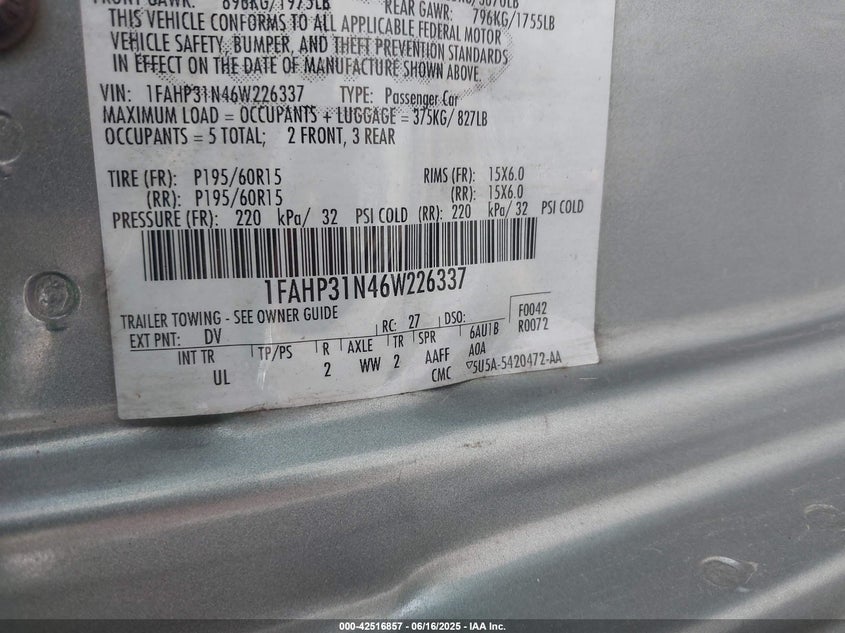 896KG/1975LB
REAR GAWR: 796KG/1755LB
THIS VEHICLE CONFORMS TO ALL APPLICABLE FEDERAL MOTOR
VEHICLE SAFETY, BUMPER, AND THEFT PREVENTION STANDARDS
IN EFFECT ON THE DATE OF MANUFACTURE SHOWN ABOVE.
VIN: 1FAHP31N46W226337 TYPE: Passenger Car
MAXIMUM LOAD = OCCUPANTS + LUGGAGE = 375KG/ 827LB
OCCUPANTS = 5 TOTAL; 2 FRONT, 3 REAR
TIRE (FR): P195/60R15 RIMS (FR): 15X6.0
(RR): P195/60R15 (RR): 15X6.0
PRESSURE (FR): 220 kPa/ 32 PSI COLD (RR): 220 kPa/ 32 PSI COLD
1FAHP31N46W226337
TRAILER TOWING - SEE OWNER GUIDE F0042
EXT PNT: DV RC: 27 DSO: R0072
INT TR TP/PS R AXLE TR SPR 6AU1B
UL 2 WW 2 AAFF A0A
CMC 5U5A-5420472-AA
000-42516857 - 06/16/2025 - IAA Inc.